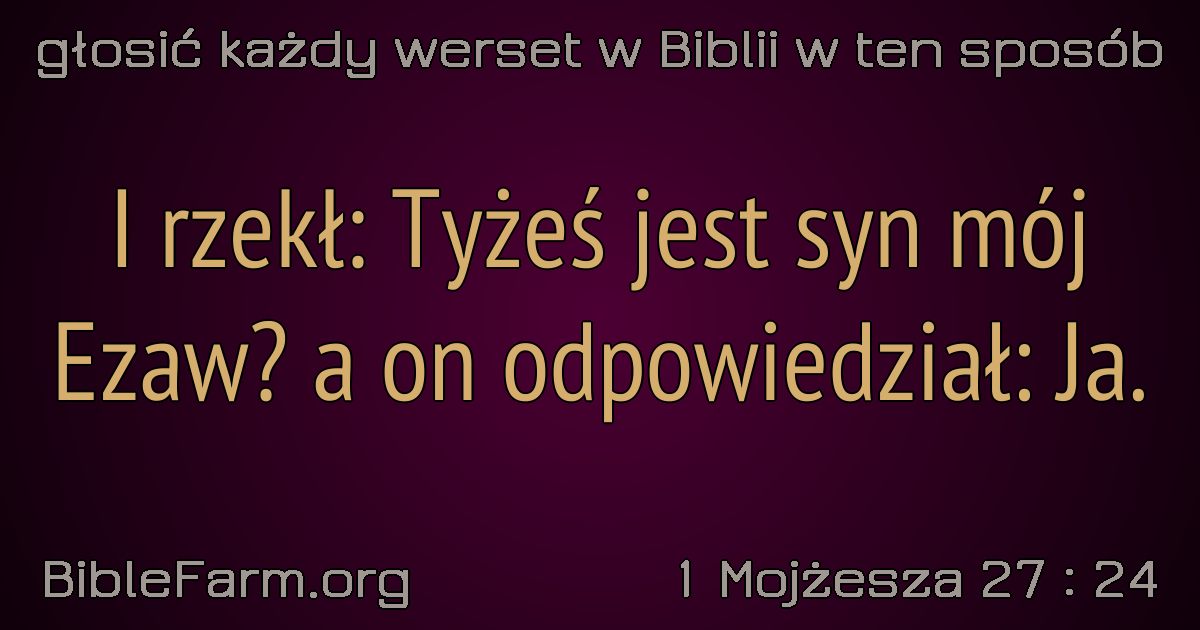 głosić każdy werset w Biblii w ten sposób
I rzekł: Tyżeś jest syn mój
Ezaw? a on odpowiedział: Ja.
BibleFarm.org
1 Mojżesza 27 : 24